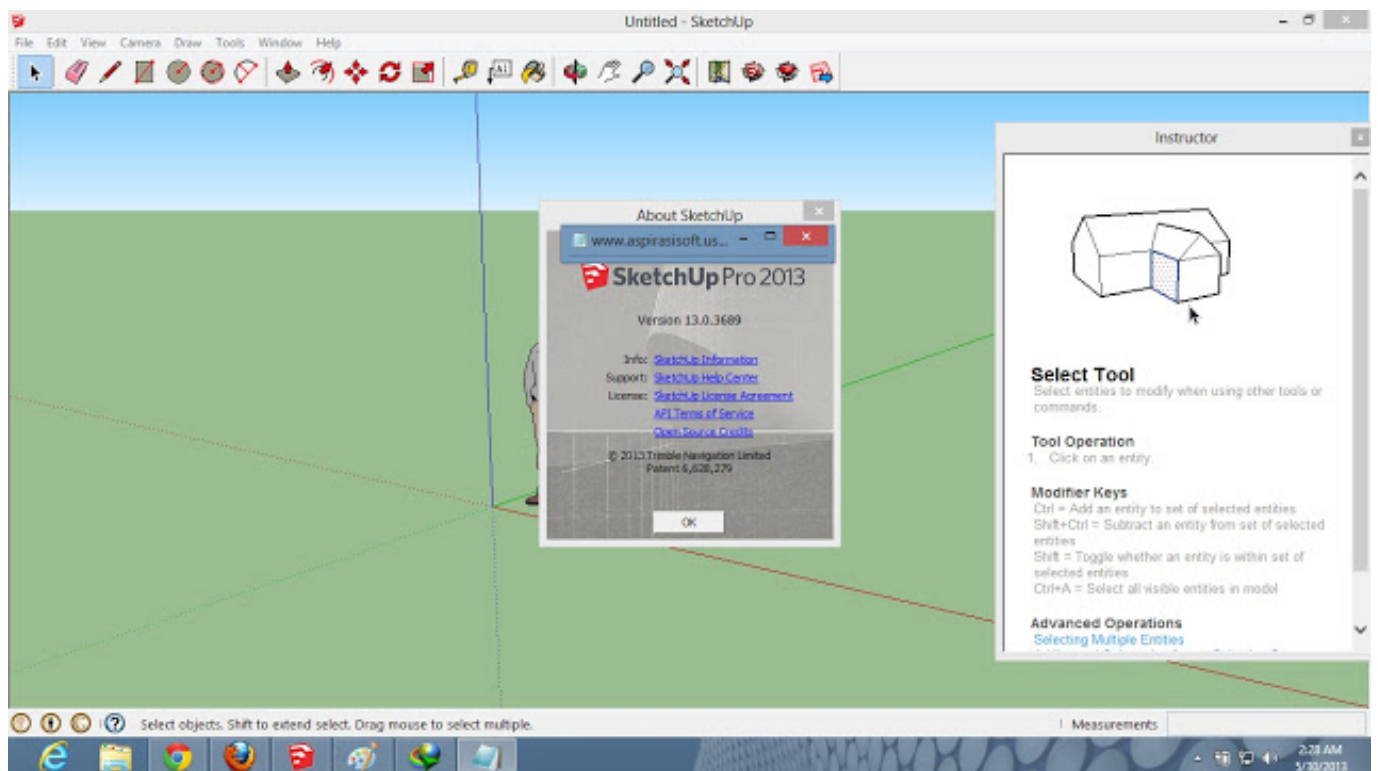 Untitled - SketchUp
File Edit View Camera Draw Tools Window Help
A1
Instructor
About SketchUp
www.aspirasisoft.us...
SketchUp Pro 2013
Version 13.0.3689
Info: SketchUp Information
Support: SketchUp Help Center
License: SketchUp License Agreement
API Terms of Service
Open Source Credits
© 2013 Trimble Navigation Limited
Patent 6,628,279
OK
Select Tool
Select entities to modify when using other tools or
commands.
Tool Operation
1. Click on an entity.
Modifier Keys
Ctrl = Add an entity to set of selected entities
Shift+Ctrl = Subtract an entity from set of selected
entities
Shift = Toggle whether an entity is within set of
selected entities
Ctrl+A = Select all visible entities in model
Advanced Operations
Selecting Multiple Entities
Select objects. Shift to extend select. Drag mouse to select multiple.
Measurements
2:28 AM
5/30/2013